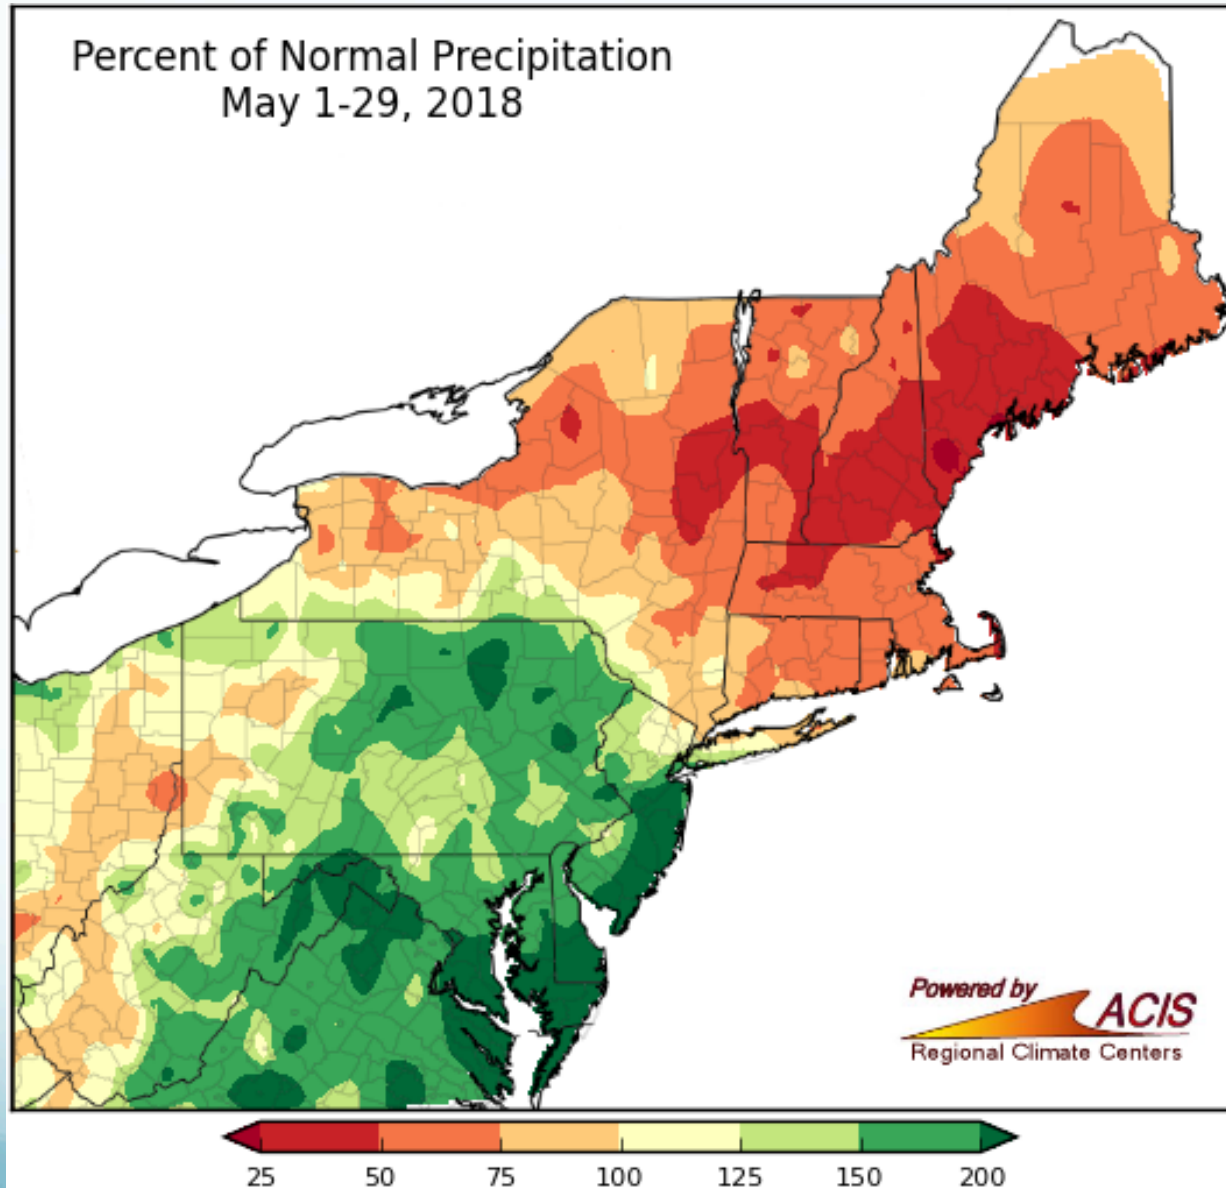 Percent of Normal Precipitation
May 1-29, 2018
Powered by
ACIS
Regional Climate Centers
25 50 75 100 125 150 200